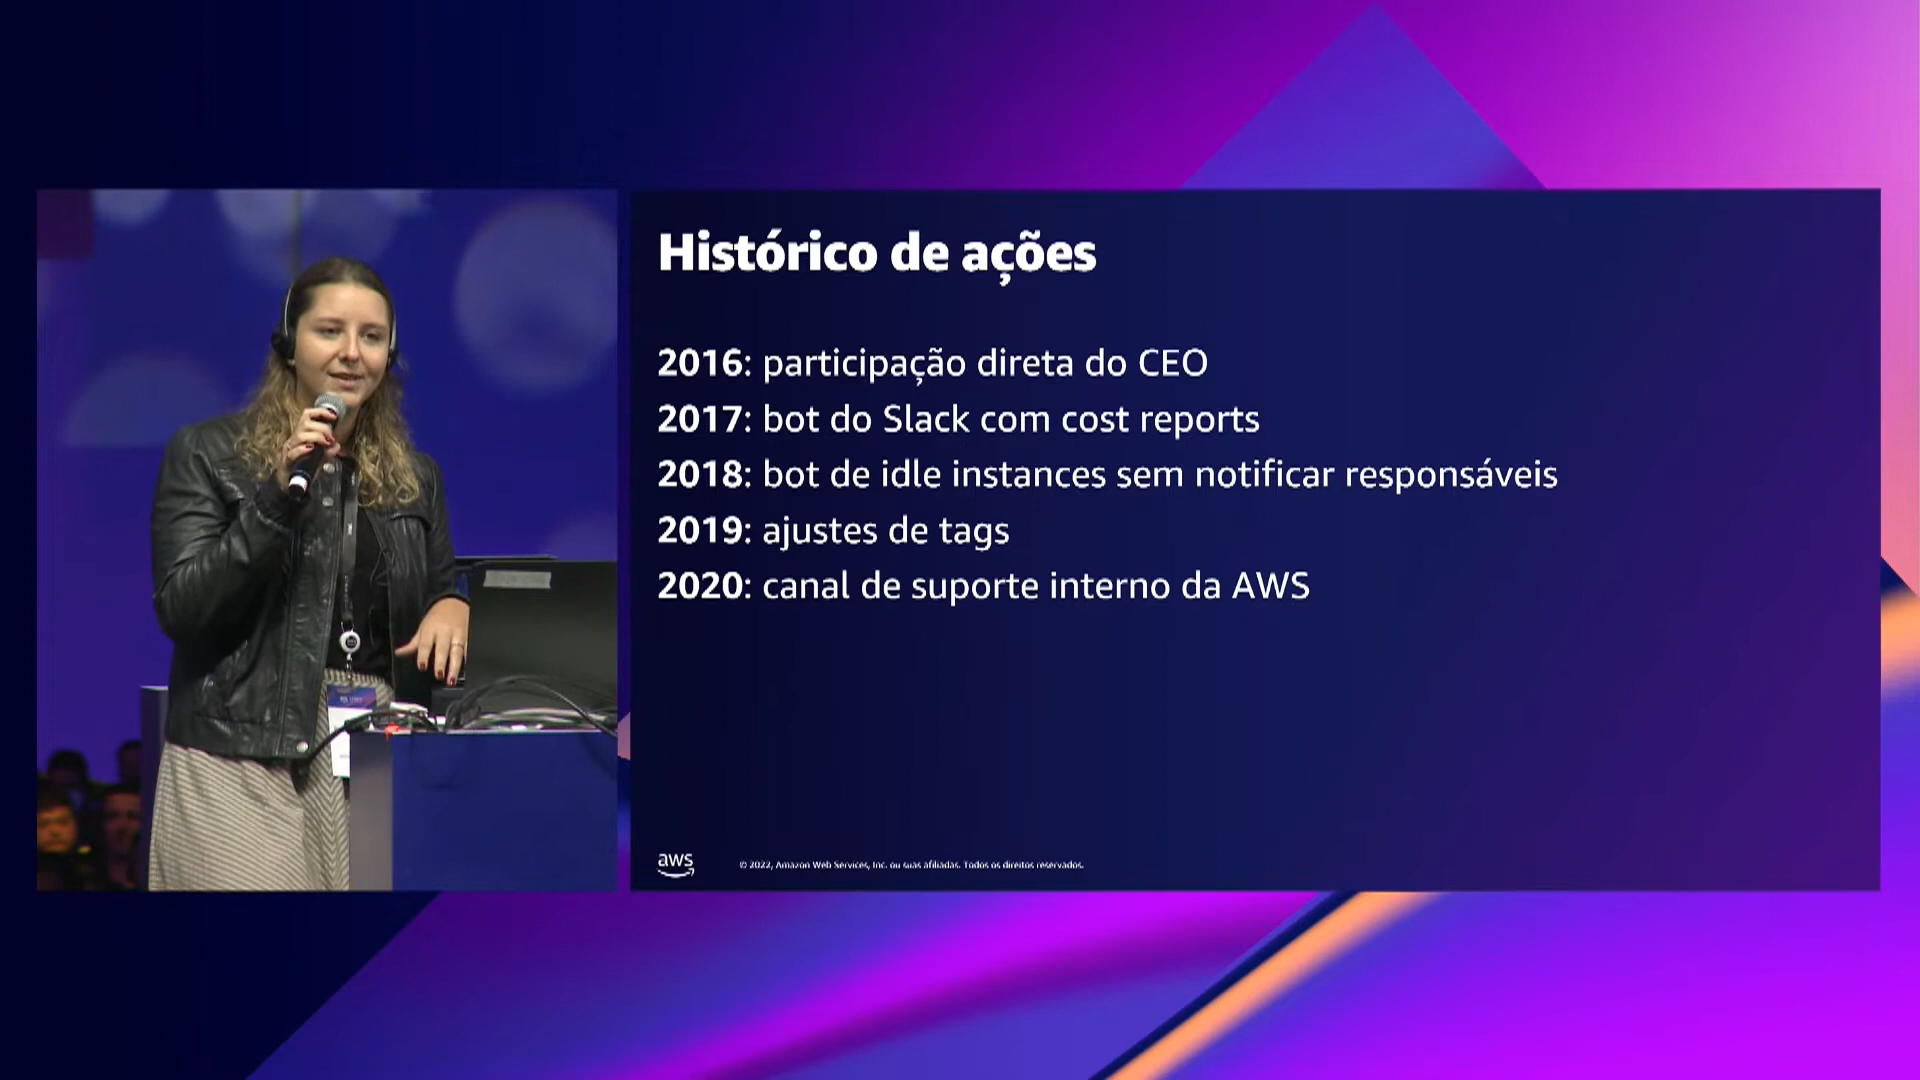 Histórico de ações
2016: participação direta do CEO
2017: bot do Slack com cost reports
2018: bot de idle instances sem notificar responsáveis
2019: ajustes de tags
2020: canal de suporte interno da AWS
aws
© 2022, Amazon Web Services, Inc. ou suas afiliadas. Todos os direitos reservados.